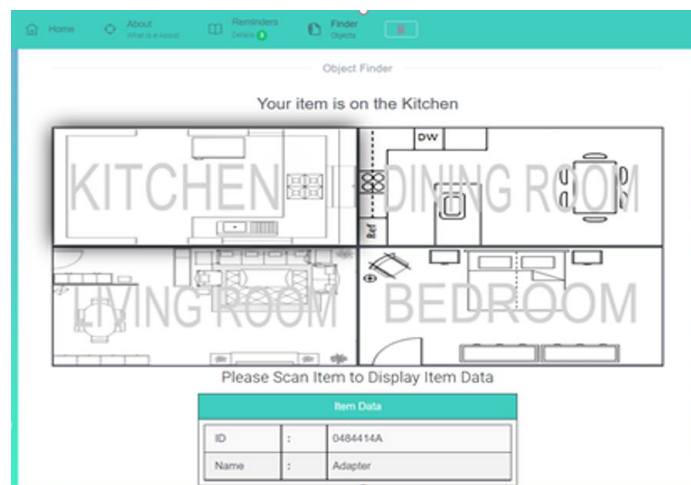 Home
About
What is e-Assist
Reminders
Details
Finder
Objects
Object Finder
Your item is on the Kitchen
KITCHEN
DW
DINING ROOM
Ref
LIVING ROOM
BEDROOM
Please Scan Item to Display Item Data
Item Data
ID : 0484414A
Name : Adapter